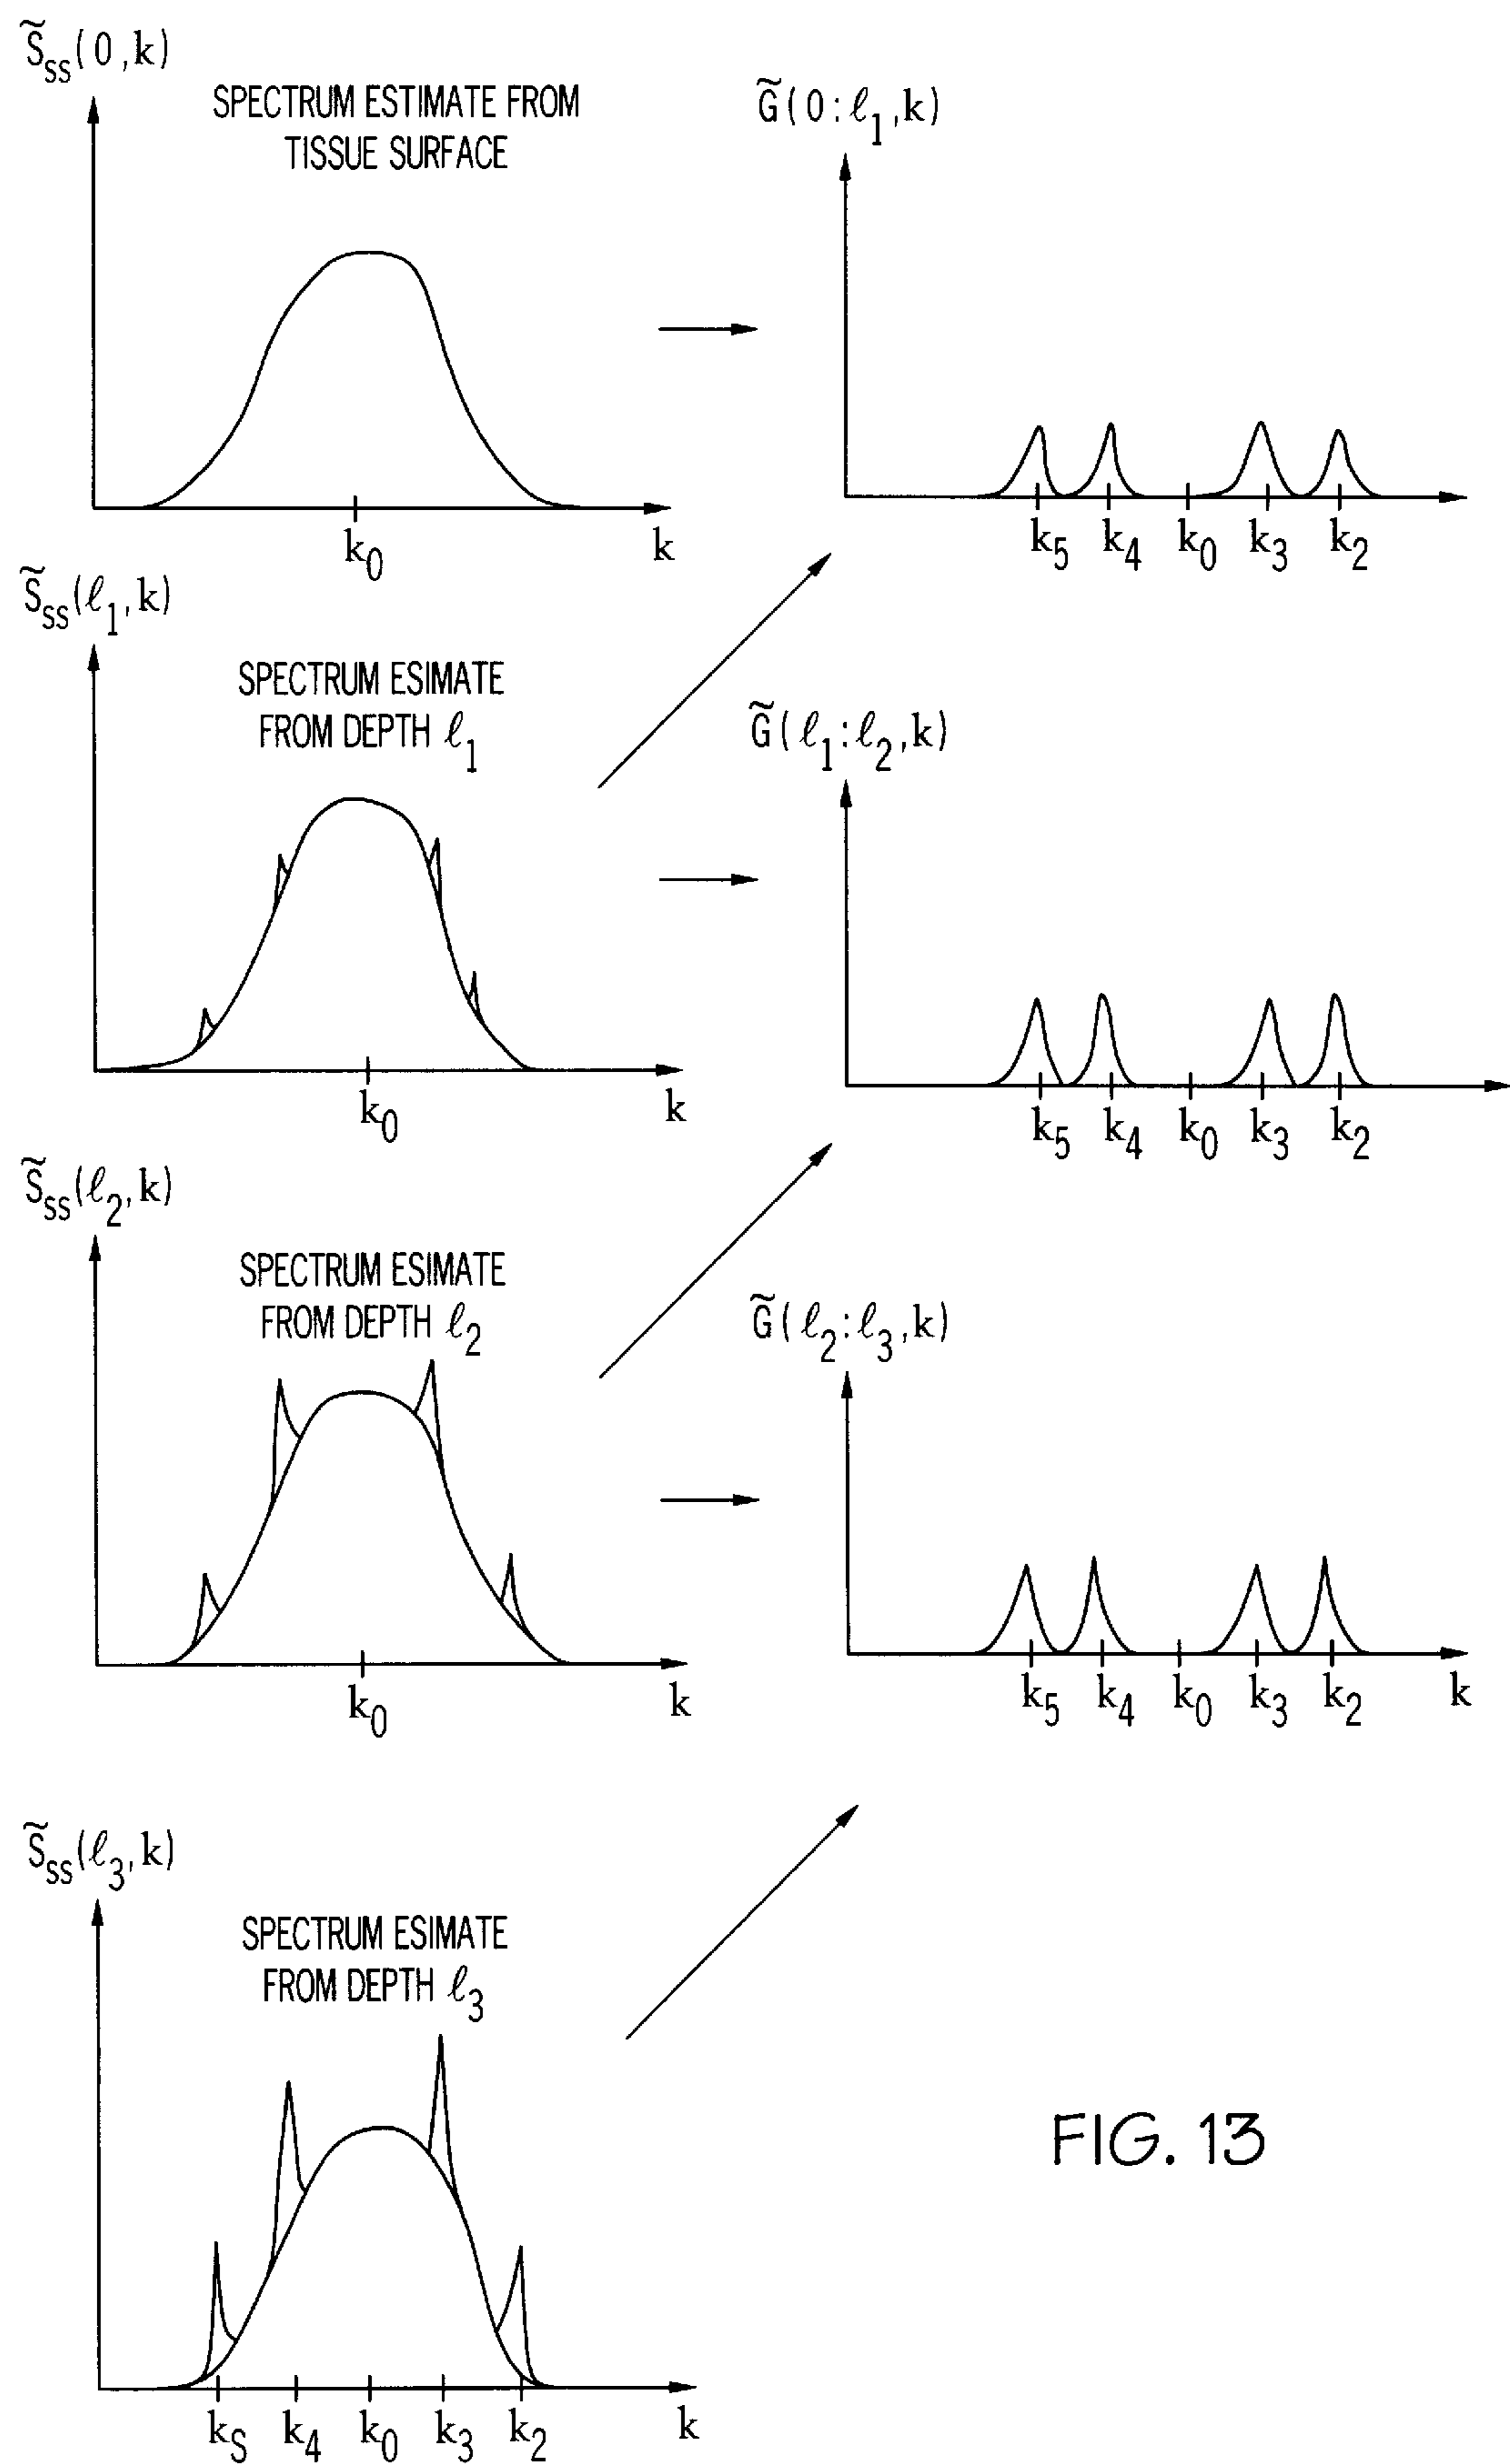 S̃ss(0,k)
SPECTRUM ESTIMATE FROM
TISSUE SURFACE
k0
k
G̃(0:ℓ1,k)
k5 k4 k0 k3 k2
S̃ss(ℓ1,k)
SPECTRUM ESIMATE
FROM DEPTH ℓ1
k0
k
G̃(ℓ1:ℓ2,k)
k5 k4 k0 k3 k2
S̃ss(ℓ2,k)
SPECTRUM ESIMATE
FROM DEPTH ℓ2
k0
k
G̃(ℓ2:ℓ3,k)
k5 k4 k0 k3 k2 k
S̃ss(ℓ3,k)
SPECTRUM ESIMATE
FROM DEPTH ℓ3
kS k4 k0 k3 k2 k
FIG. 13